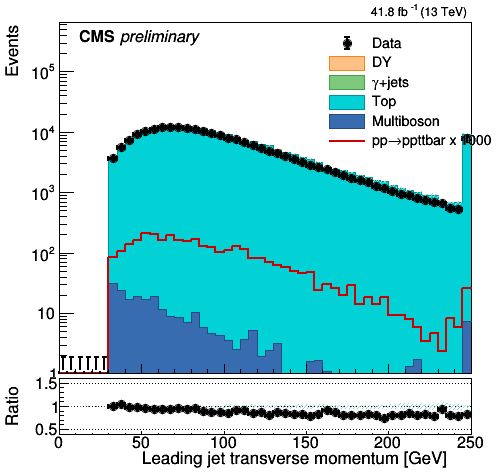 41.8 fb⁻¹ (13 TeV)
CMS preliminary
Events
Data
DY
γ+jets
Top
Multiboson
pp→ppttbar x 1000
10⁵
10⁴
10³
10²
10
1
Ratio
1.5
1
0.5
0 50 100 150 200 250
Leading jet transverse momentum [GeV]